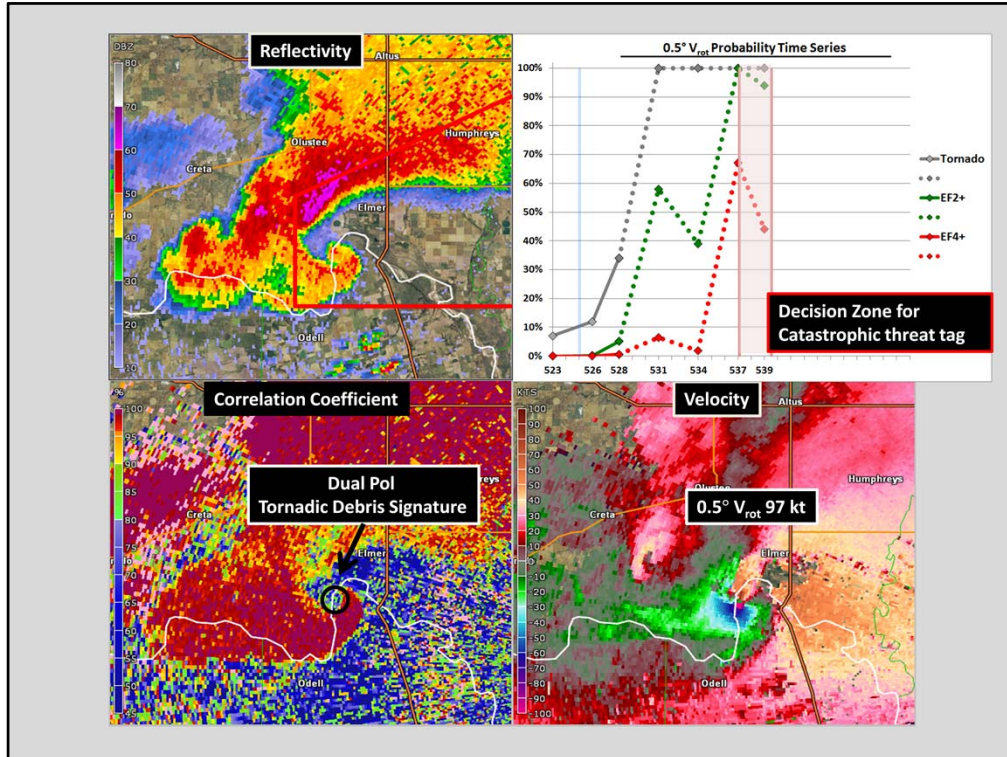 DBZ
80
70
60
50
40
30
20
10
Reflectivity
Altus
Humphreys
Olustee
Creta
Elmer
Odell
0.5° Vrot Probability Time Series
100%
90%
80%
70%
60%
50%
40%
30%
20%
10%
0%
523
526
528
531
534
537
539
Tornado
EF2+
EF4+
Decision Zone for
Catastrophic threat tag
%
100
95
90
85
80
75
70
65
60
55
50
45
Correlation Coefficient
Dual Pol
Tornadic Debris Signature
Altus
Creta
Elmer
Odell
KTS
100
90
80
70
60
50
40
30
20
10
0
-10
-20
-30
-40
-50
-60
-70
-80
-90
-100
Velocity
Altus
Humphreys
Olustee
Creta
0.5° Vrot 97 kt
Elmer
Odell